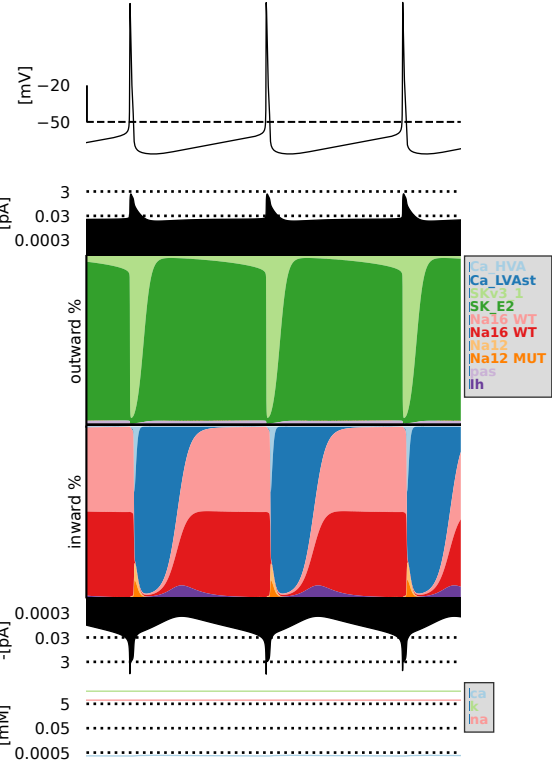 [mV]
−20
−50
[pA]
3
0.03
0.0003
outward %
Ca_HVA
Ca_LVAst
SKv3_1
SK_E2
Na16 WT
Na16 WT
Na12
Na12 MUT
pas
Ih
inward %
-[pA]
0.0003
0.03
3
[mM]
5
0.05
0.0005
ca
k
na